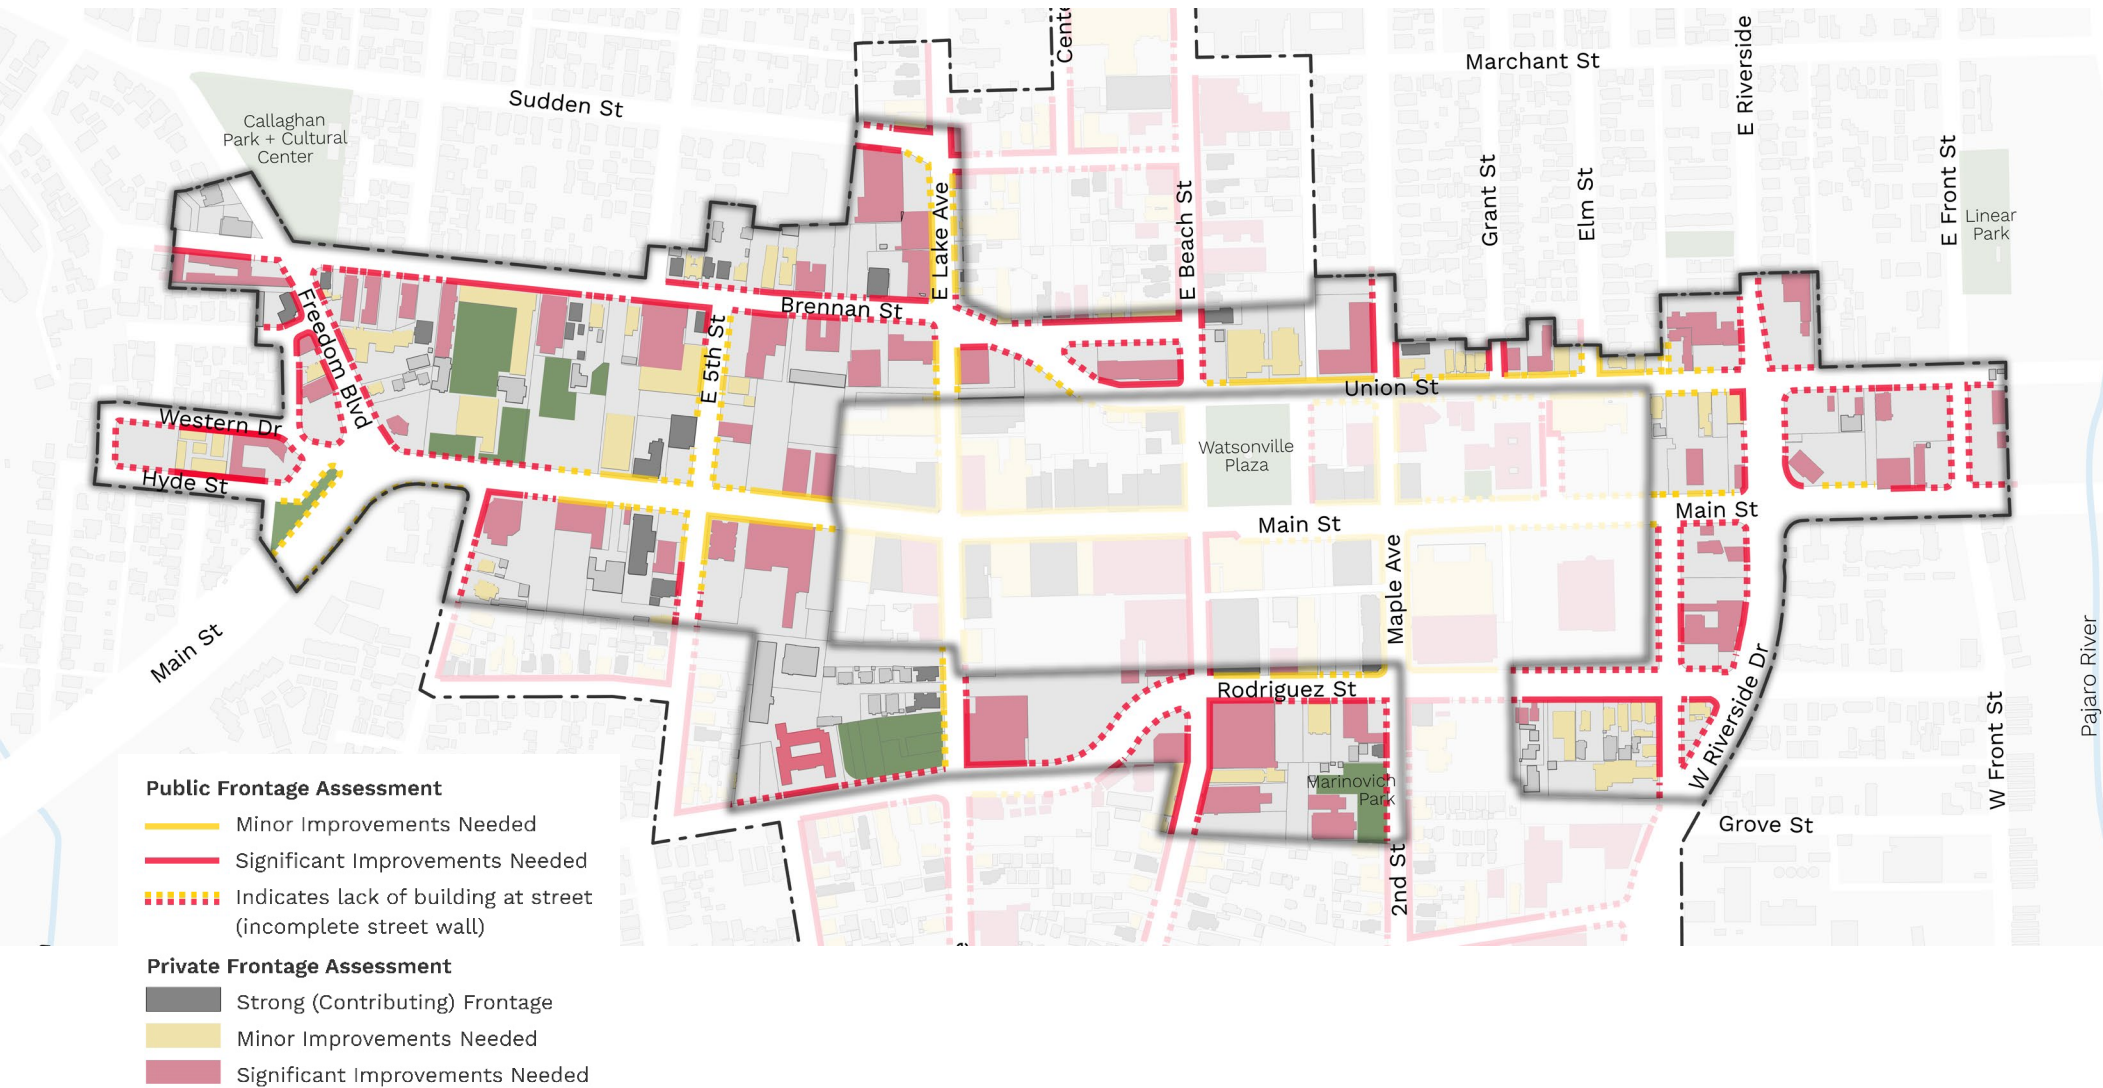 Marchant St
E Riverside
Cente
Sudden St
Callaghan
Park + Cultural
Center
Grant St
Elm St
E Front St
Linear
Park
E Lake Ave
E Beach St
Brennan St
Freedom Blvd
E 5th St
Union St
Western Dr
Hyde St
Watsonville
Plaza
Main St
Main St
Maple Ave
Main St
Rodriguez St
W Riverside Dr
Pajaro River
W Front St
Marinovich
Park
Grove St
2nd St
Public Frontage Assessment
Minor Improvements Needed
Significant Improvements Needed
Indicates lack of building at street
(incomplete street wall)
Private Frontage Assessment
Strong (Contributing) Frontage
Minor Improvements Needed
Significant Improvements Needed